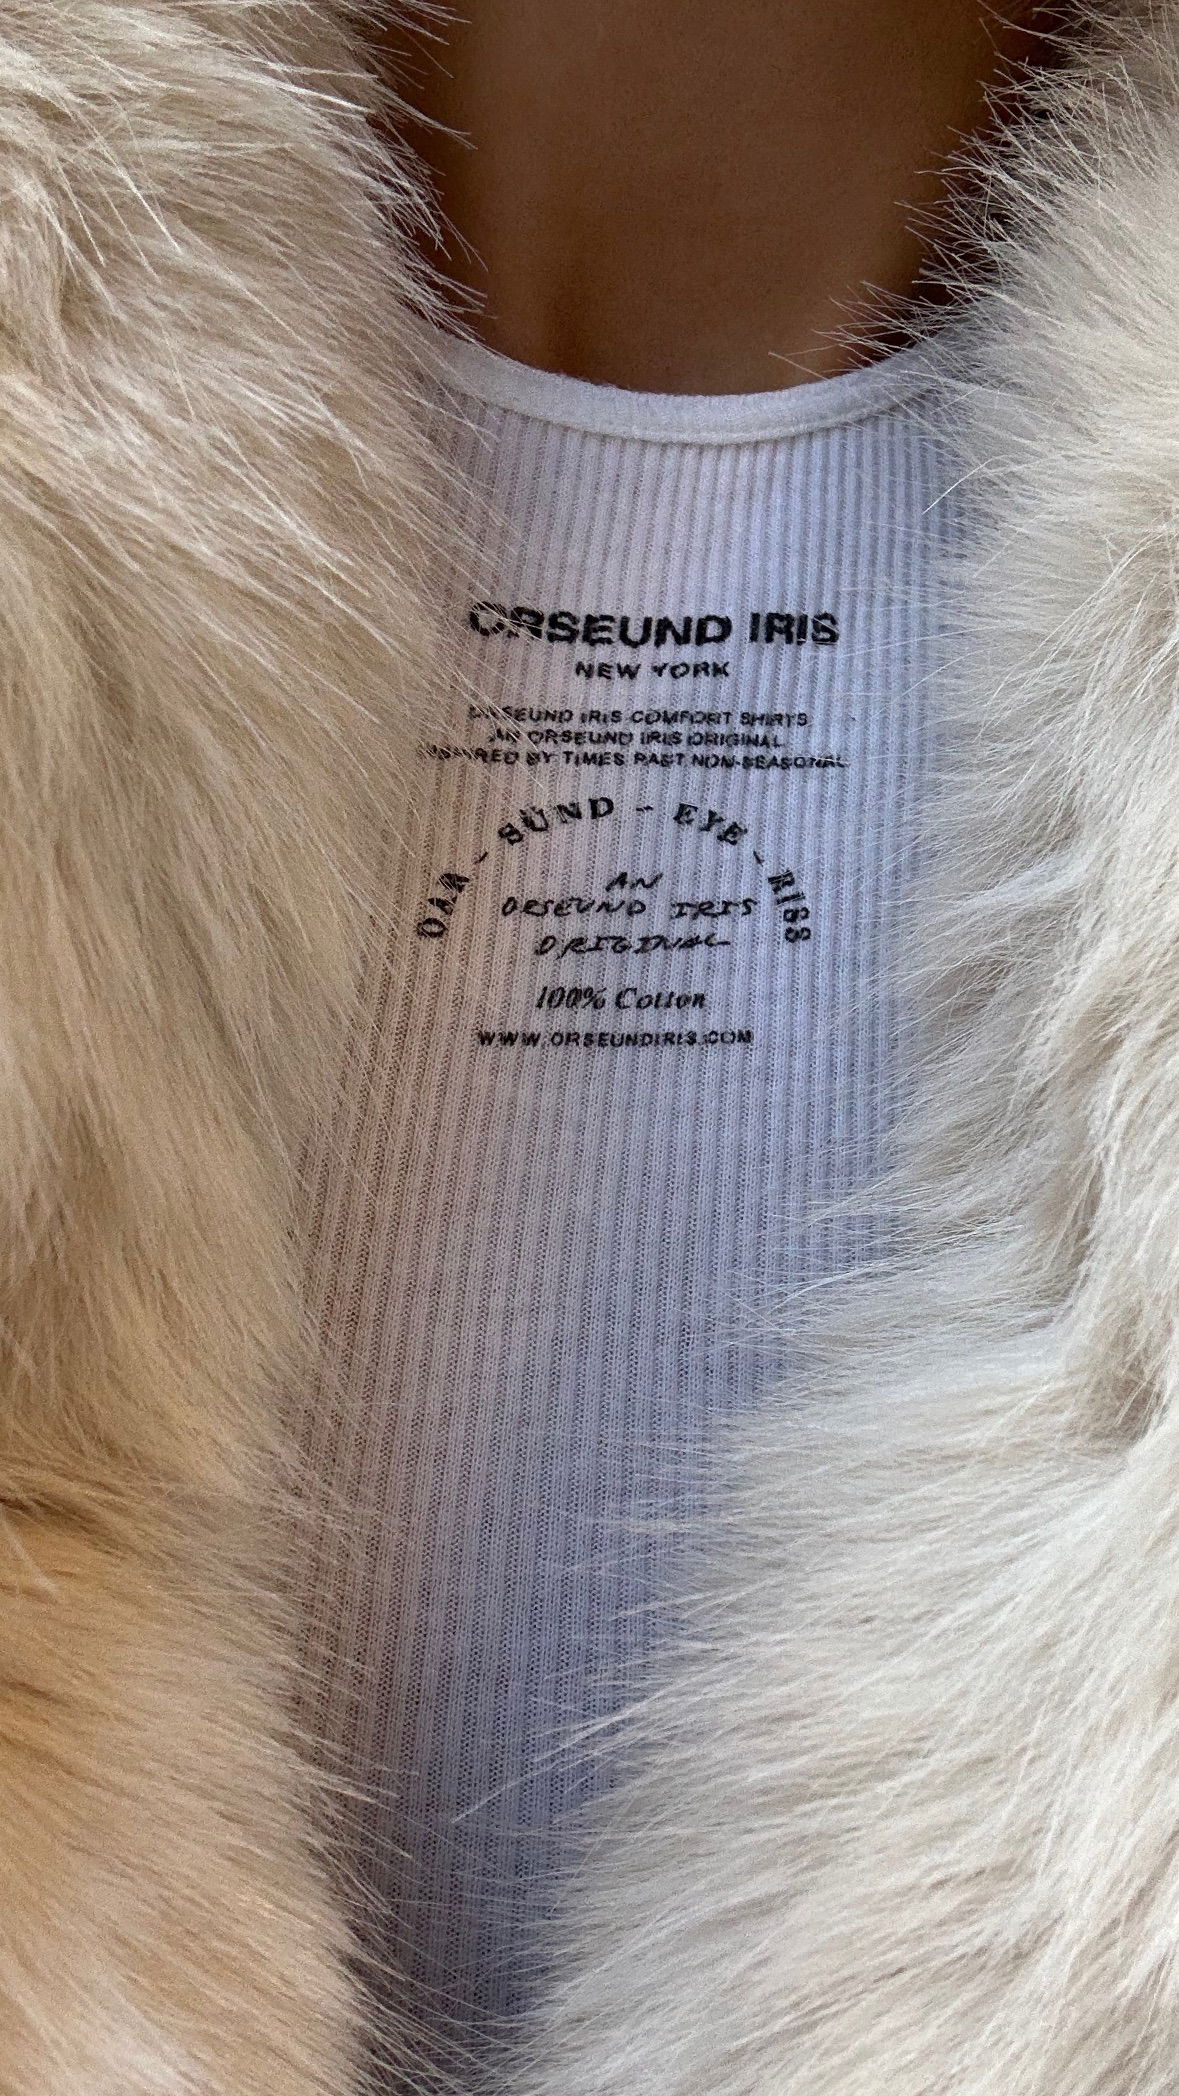 ORSEUND IRIS
NEW YORK
ORSEUND IRIS COMFORT SHIRTS
AN ORSEUND IRIS ORIGINAL
INSPIRED BY TIMES PAST NON-SEASONAL
OAR - SUND - EYE - RISS
AN
ORSEUND IRIS
ORIGINAL
100% Cotton
WWW.ORSEUNDIRIS.COM